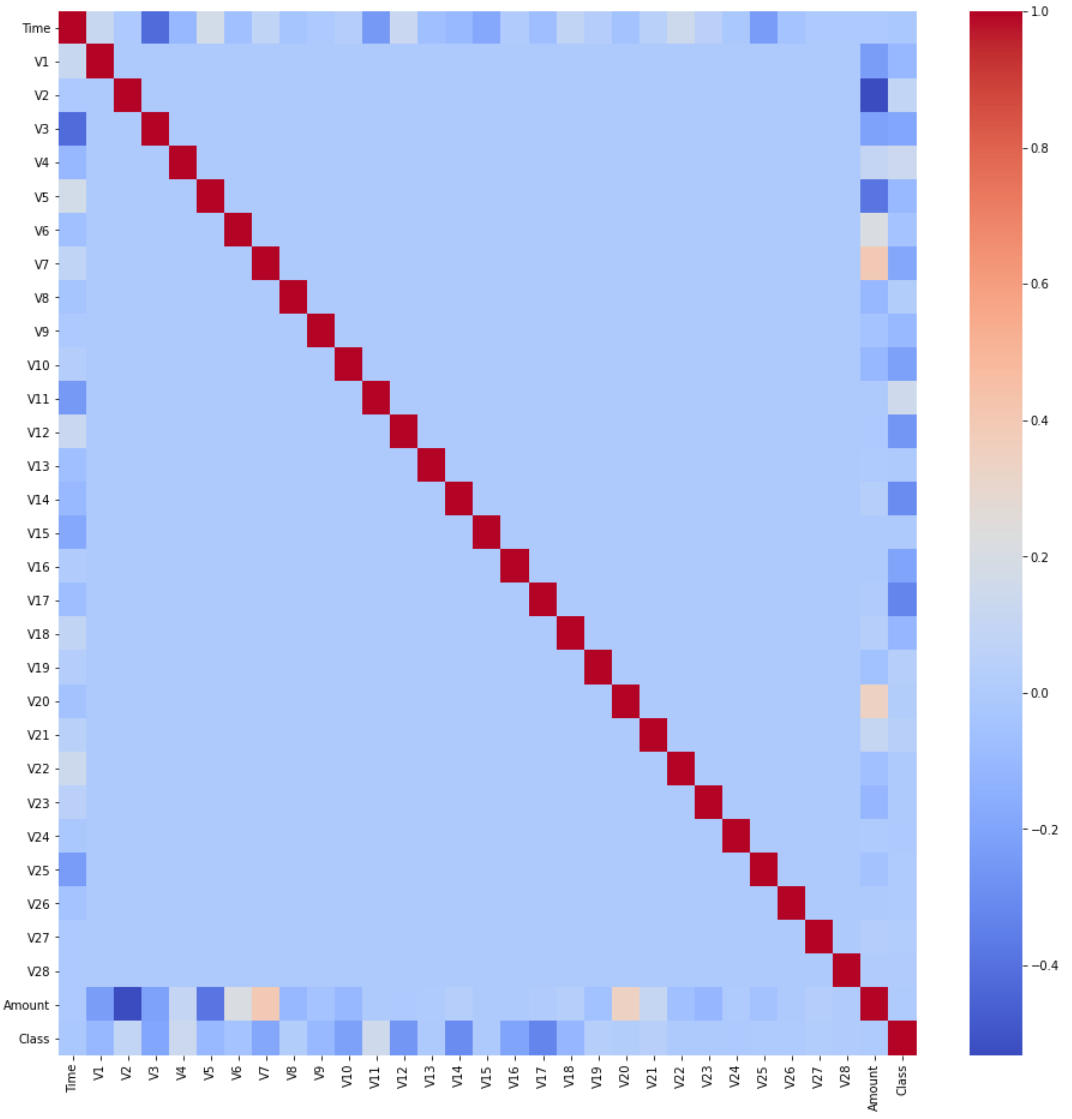 Time
V1
V2
V3
V4
V5
V6
V7
V8
V9
V10
V11
V12
V13
V14
V15
V16
V17
V18
V19
V20
V21
V22
V23
V24
V25
V26
V27
V28
Amount
Class
Time V1 V2 V3 V4 V5 V6 V7 V8 V9 V10 V11 V12 V13 V14 V15 V16 V17 V18 V19 V20 V21 V22 V23 V24 V25 V26 V27 V28 Amount Class
1.0
0.8
0.6
0.4
0.2
0.0
−0.2
−0.4